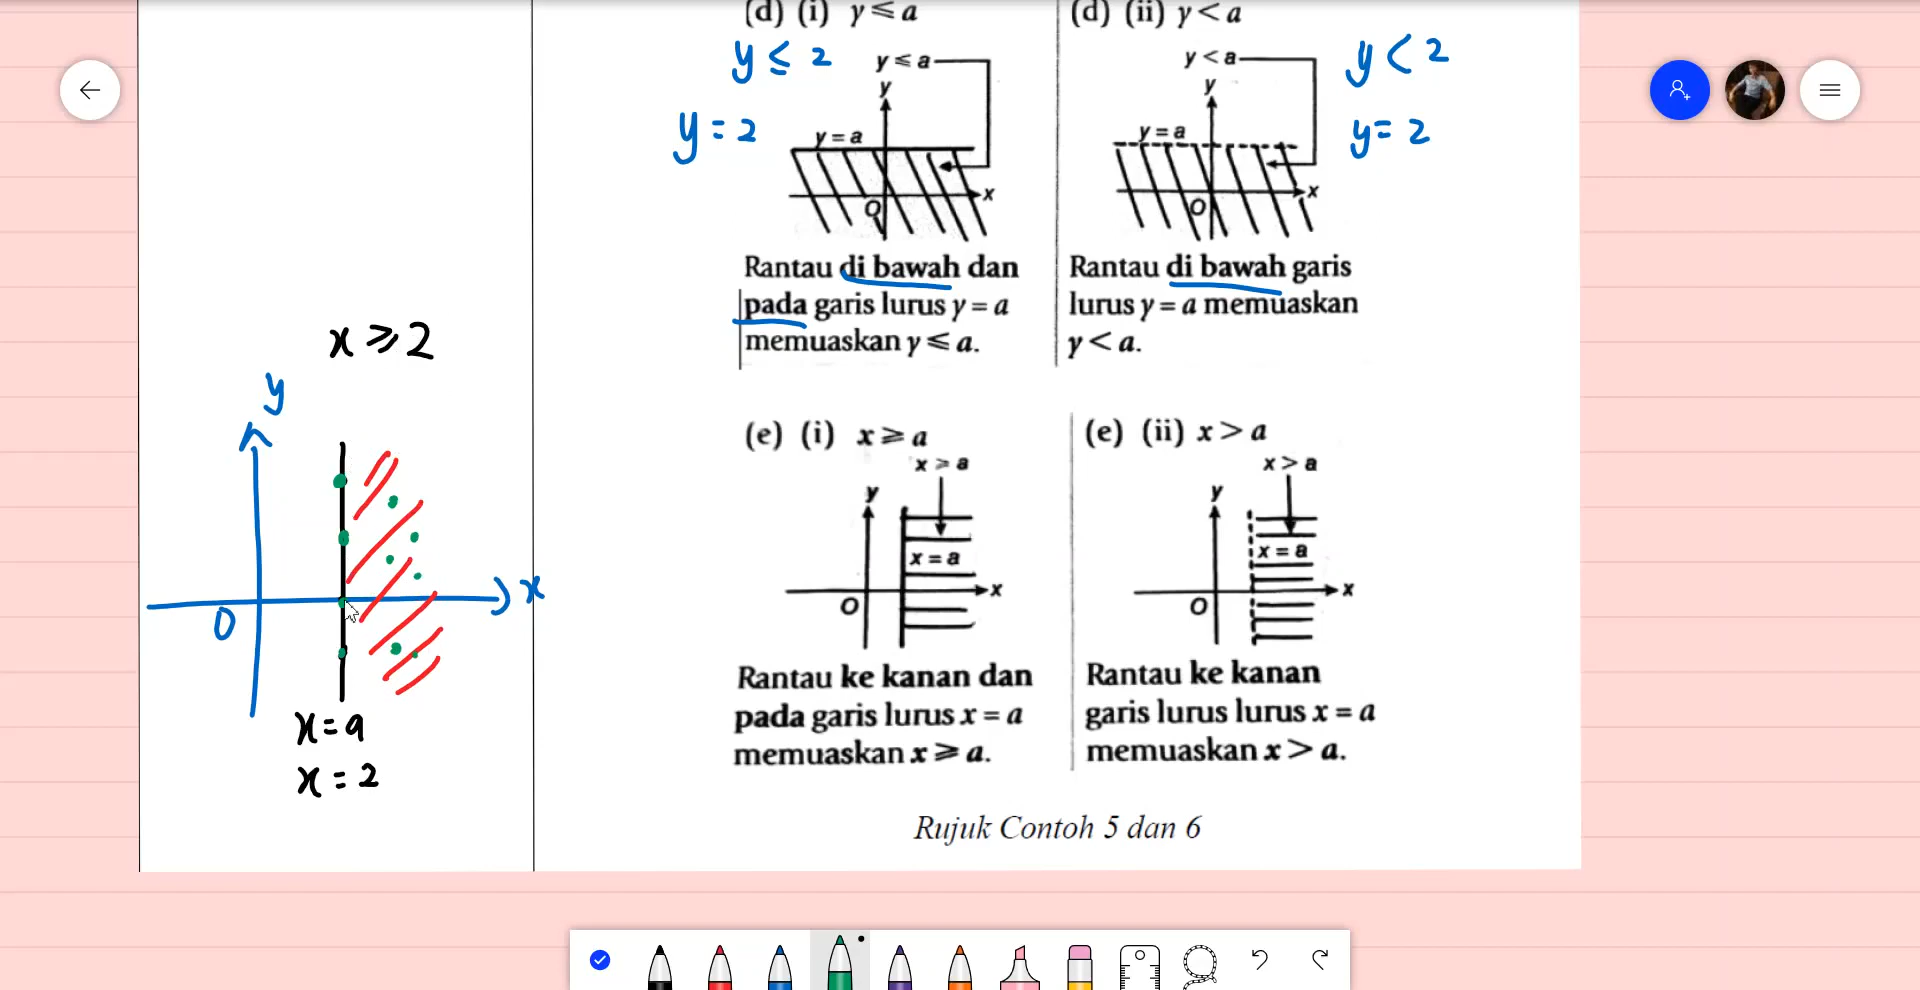 (d) (i) y ⩽ a
y ≤ 2
y ⩽ a
y
y = 2
y = a
x
O
Rantau di bawah dan
pada garis lurus y = a
memuaskan y ⩽ a.
(d) (ii) y < a
y < a
y < 2
y
y = a
y = 2
x
O
Rantau di bawah garis
lurus y = a memuaskan
y < a.
x ⩾ 2
y
x
0
x = a
x = 2
(e) (i) x ⩾ a
x ⩾ a
y
x = a
x
O
Rantau ke kanan dan
pada garis lurus x = a
memuaskan x ⩾ a.
(e) (ii) x > a
x > a
y
x = a
x
O
Rantau ke kanan
garis lurus lurus x = a
memuaskan x > a.
Rujuk Contoh 5 dan 6